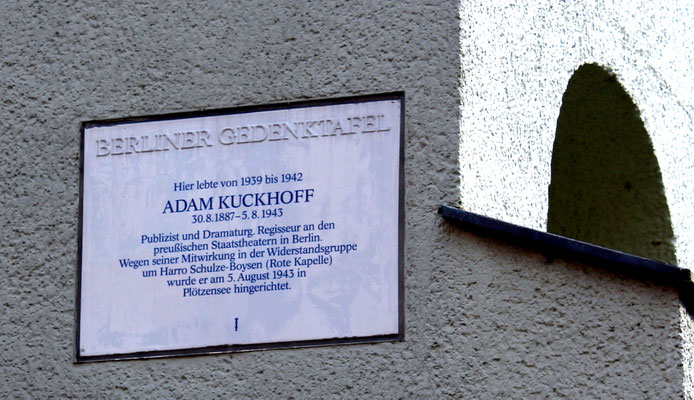 BERLINER GEDENKTAFEL
Hier lebte von 1939 bis 1942
ADAM KUCKHOFF
30.8.1887–5.8.1943
Publizist und Dramaturg. Regisseur an den
preußischen Staatstheatern in Berlin.
Wegen seiner Mitwirkung in der Widerstandsgruppe
um Harro Schulze-Boysen (Rote Kapelle)
wurde er am 5. August 1943 in
Plötzensee hingerichtet.